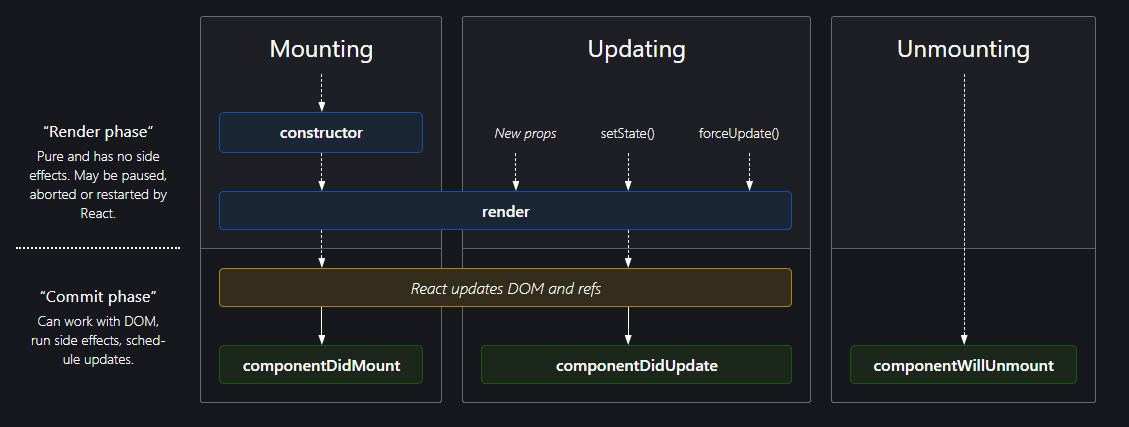 Mounting
Updating
Unmounting
“Render phase”
Pure and has no side
effects. May be paused,
aborted or restarted by
React.
constructor
New props
setState()
forceUpdate()
render
“Commit phase”
Can work with DOM,
run side effects, sched-
ule updates.
React updates DOM and refs
componentDidMount
componentDidUpdate
componentWillUnmount